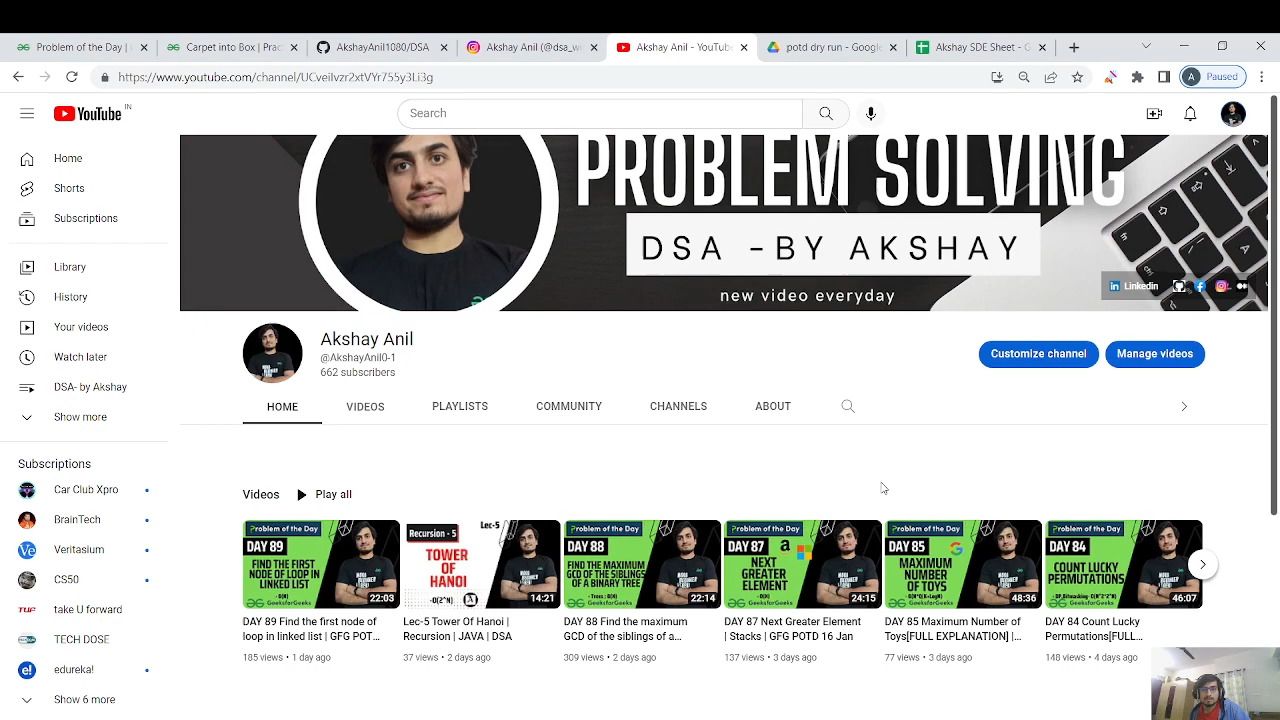 Problem of the Day |
Carpets into Box | Prac
AkshayAnil1080/DSA
Akshay Anil (@dsa_w
Akshay Anil - YouTube
potd dry run - Google
Akshay SDE Sheet - G
https://www.youtube.com/channel/UCveiIvzr2xtVYr755y3Li3g
A Paused
YouTube IN
Search
Home
Shorts
Subscriptions
Library
History
Your videos
Watch later
DSA- by Akshay
Show more
Subscriptions
Car Club Xpro
BrainTech
Veritasium
CS50
take U forward
TECH DOSE
edureka!
Show 6 more
PROBLEM SOLVING
DSA -BY AKSHAY
new video everyday
Linkedin
Akshay Anil
@AkshayAnil0-1
662 subscribers
Customize channel
Manage videos
HOME VIDEOS PLAYLISTS COMMUNITY CHANNELS ABOUT
Videos Play all
Problem of the Day
DAY 89
FIND THE FIRST
NODE OF LOOP IN
LINKED LIST
- O(N)
GeeksforGeeks
22:03
DAY 89 Find the first node of
loop in linked list | GFG POT...
185 views • 1 day ago
Recursion - 5
Lec-5
TOWER
OF
HANOI
-O(2^N)
14:21
Lec-5 Tower Of Hanoi |
Recursion | JAVA | DSA
37 views • 2 days ago
Problem of the Day
DAY 88
FIND THE MAXIMUM
GCD OF THE SIBLINGS
OF A BINARY TREE
- Trees : O(N)
GeeksforGeeks
22:14
DAY 88 Find the maximum
GCD of the siblings of a...
309 views • 2 days ago
Problem of the Day
DAY 87
NEXT
GREATER
ELEMENT
- O(N)
GeeksforGeeks
24:15
DAY 87 Next Greater Element
| Stacks | GFG POTD 16 Jan
137 views • 3 days ago
Problem of the Day
DAY 85
MAXIMUM
NUMBER
OF TOYS
GeeksforGeeks
48:36
DAY 85 Maximum Number of
Toys[FULL EXPLANATION] |...
77 views • 3 days ago
Problem of the Day
DAY 84
COUNT LUCKY
PERMUTATIONS
GeeksforGeeks
46:07
DAY 84 Count Lucky
Permutations[FULL...
148 views • 4 days ago